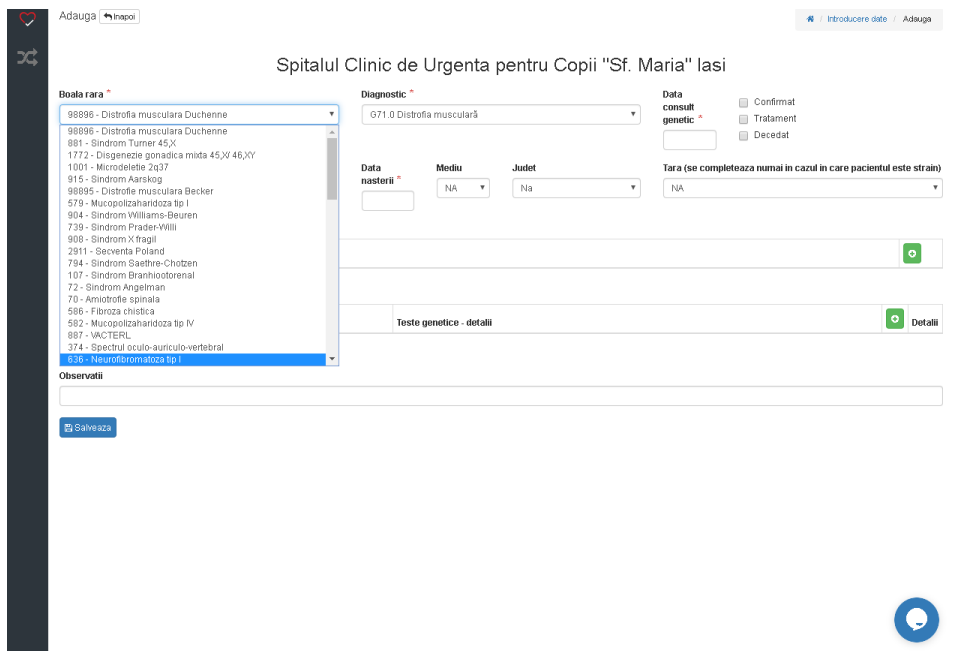 Adauga Inapoi
/ Introducere date / Adauga
Spitalul Clinic de Urgenta pentru Copii "Sf. Maria" Iasi
Boala rara *
98896 - Distrofia musculara Duchenne
98896 - Distrofia musculara Duchenne
881 - Sindrom Turner 45,X
1772 - Disgenezie gonadica mixta 45,X/ 46,XY
1001 - Microdeletie 2q37
915 - Sindrom Aarskog
98895 - Distrofie musculara Becker
579 - Mucopolizaharidoza tip I
904 - Sindrom Williams-Beuren
739 - Sindrom Prader-Willi
908 - Sindrom X fragil
2911 - Secventa Poland
794 - Sindrom Saethre-Chotzen
107 - Sindrom Branhiootorenal
72 - Sindrom Angelman
70 - Amiotrofie spinala
586 - Fibroza chistica
582 - Mucopolizaharidoza tip IV
887 - VACTERL
374 - Spectrul oculo-auriculo-vertebral
636 - Neurofibromatoza tip I
Diagnostic *
G71.0 Distrofia musculară
Data
consult
genetic *
Confirmat
Tratament
Decedat
Data
nasterii *
Mediu
NA
Judet
Na
Tara (se completeaza numai in cazul in care pacientul este strain)
NA
Teste genetice - detalii
Detalii
Observatii
Salveaza